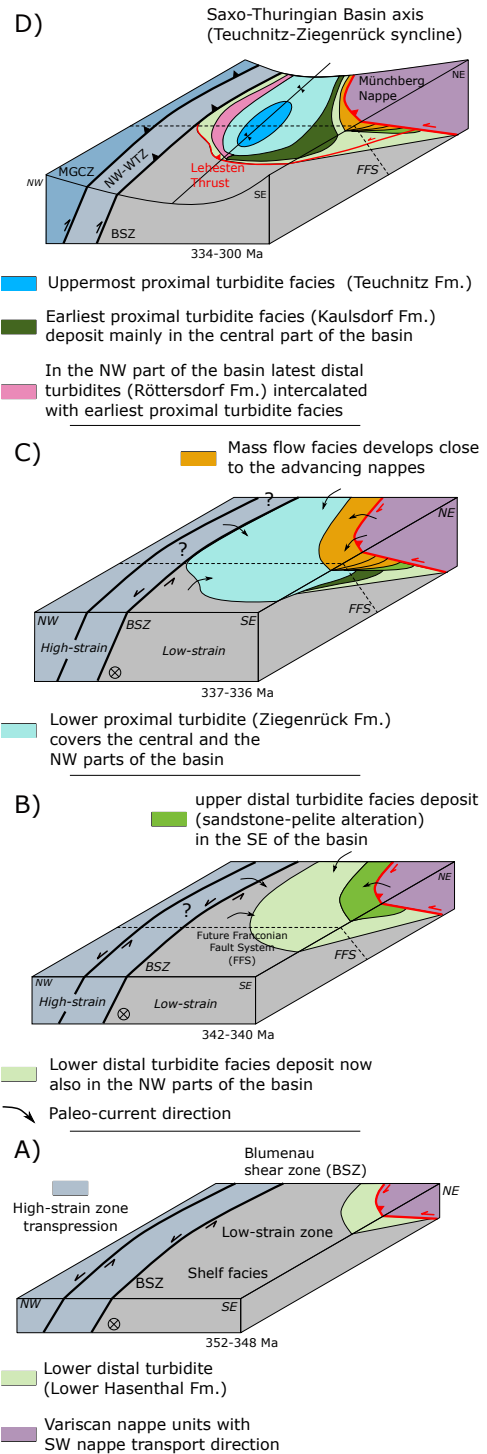 D)
Saxo-Thuringian Basin axis
(Teuchnitz-Ziegenrück syncline)
NE
Münchberg
Nappe
MGCZ
NW-WTZ
Lehesten
Thrust
NW
SE
FFS
BSZ
334-300 Ma
Uppermost proximal turbidite facies (Teuchnitz Fm.)
Earliest proximal turbidite facies (Kaulsdorf Fm.)
deposit mainly in the central part of the basin
In the NW part of the basin latest distal
turbidites (Röttersdorf Fm.) intercalated
with earliest proximal turbidite facies
C)
Mass flow facies develops close
to the advancing nappes
?
NE
?
NW
BSZ
SE
FFS
High-strain
Low-strain
337-336 Ma
Lower proximal turbidite (Ziegenrück Fm.)
covers the central and the
NW parts of the basin
B)
upper distal turbidite facies deposit
(sandstone-pelite alteration)
in the SE of the basin
NE
?
Future Franconian
Fault System
(FFS)
FFS
BSZ
NW
SE
High-strain
Low-strain
342-340 Ma
Lower distal turbidite facies deposit now
also in the NW parts of the basin
Paleo-current direction
A)
Blumenau
shear zone (BSZ)
High-strain zone
transpression
NE
Low-strain zone
Shelf facies
BSZ
NW
SE
352-348 Ma
Lower distal turbidite
(Lower Hasenthal Fm.)
Variscan nappe units with
SW nappe transport direction